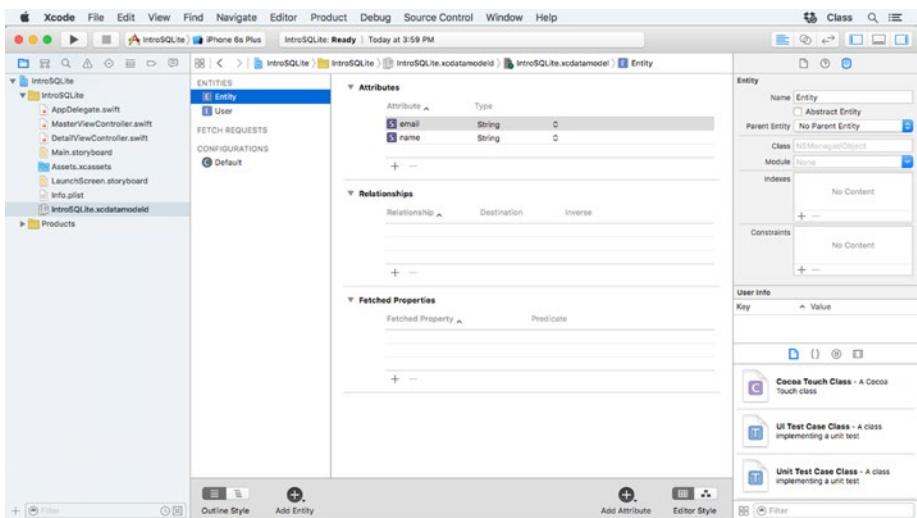 Xcode File Edit View Find Navigate Editor Product Debug Source Control Window Help Class
IntroSQLite iPhone 6s Plus IntroSQLite: Ready | Today at 3:59 PM
IntroSQLite IntroSQLite IntroSQLite.xcdatamodeld IntroSQLite.xcdatamodel E Entity
IntroSQLite
IntroSQLite
AppDelegate.swift
MasterViewController.swift
DetailViewController.swift
Main.storyboard
Assets.xcassets
LaunchScreen.storyboard
Info.plist
IntroSQLite.xcdatamodeld
Products
Filter
ENTITIES
E Entity
E User
FETCH REQUESTS
CONFIGURATIONS
C Default
Attributes
Attribute Type
S email String
S name String
+ −
Relationships
Relationship Destination Inverse
+ −
Fetched Properties
Fetched Property Predicate
+ −
Outline Style Add Entity Add Attribute Editor Style
Entity
Name Entity
Abstract Entity
Parent Entity No Parent Entity
Class NSManagedObject
Module None
Indexes
No Content
+ −
Constraints
No Content
+ −
User Info
Key Value
{}
C Cocoa Touch Class - A Cocoa
Touch class
T UI Test Case Class - A class
implementing a unit test
T Unit Test Case Class - A class
implementing a unit test
Filter